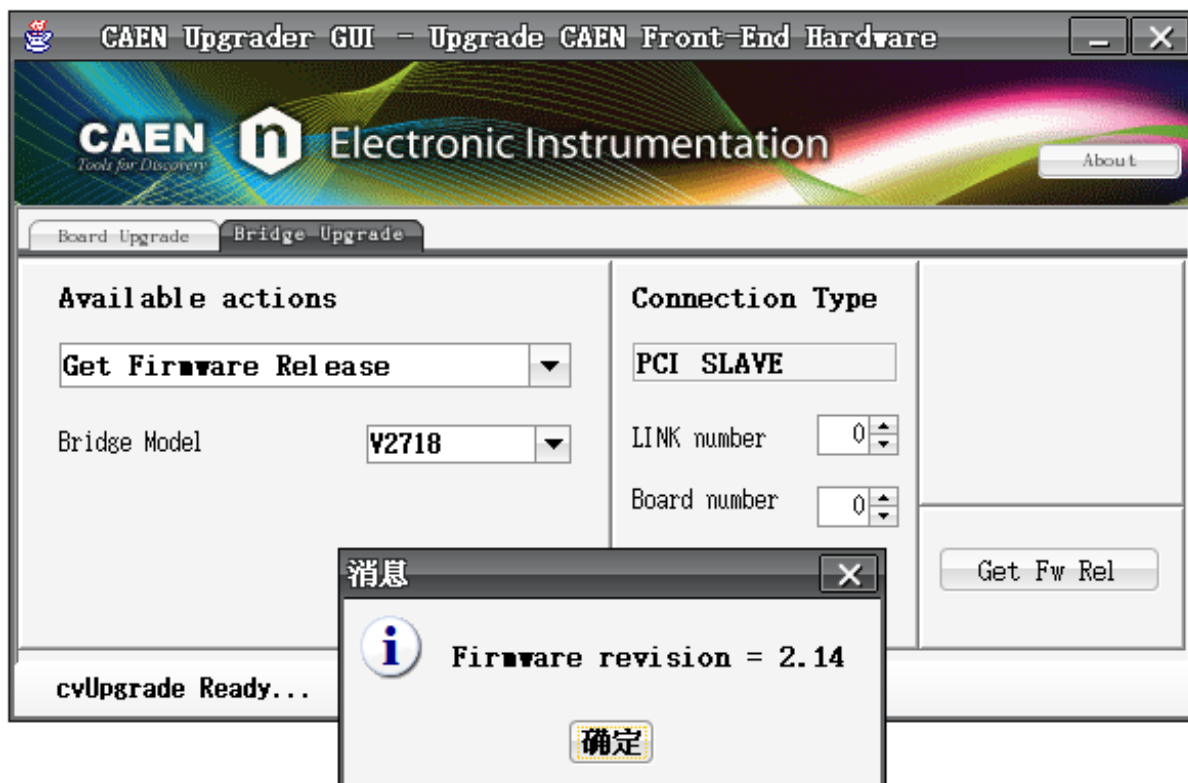 CAEN Upgrader GUI - Upgrade CAEN Front-End Hardware
CAEN
Tools for Discovery
n
Electronic Instrumentation
About
Board Upgrade
Bridge Upgrade
Available actions
Get Firmware Release
Bridge Model
V2718
Connection Type
PCI SLAVE
LINK number
0
Board number
0
Get Fw Rel
消息
i
Firmware revision = 2.14
确定
cvUpgrade Ready...